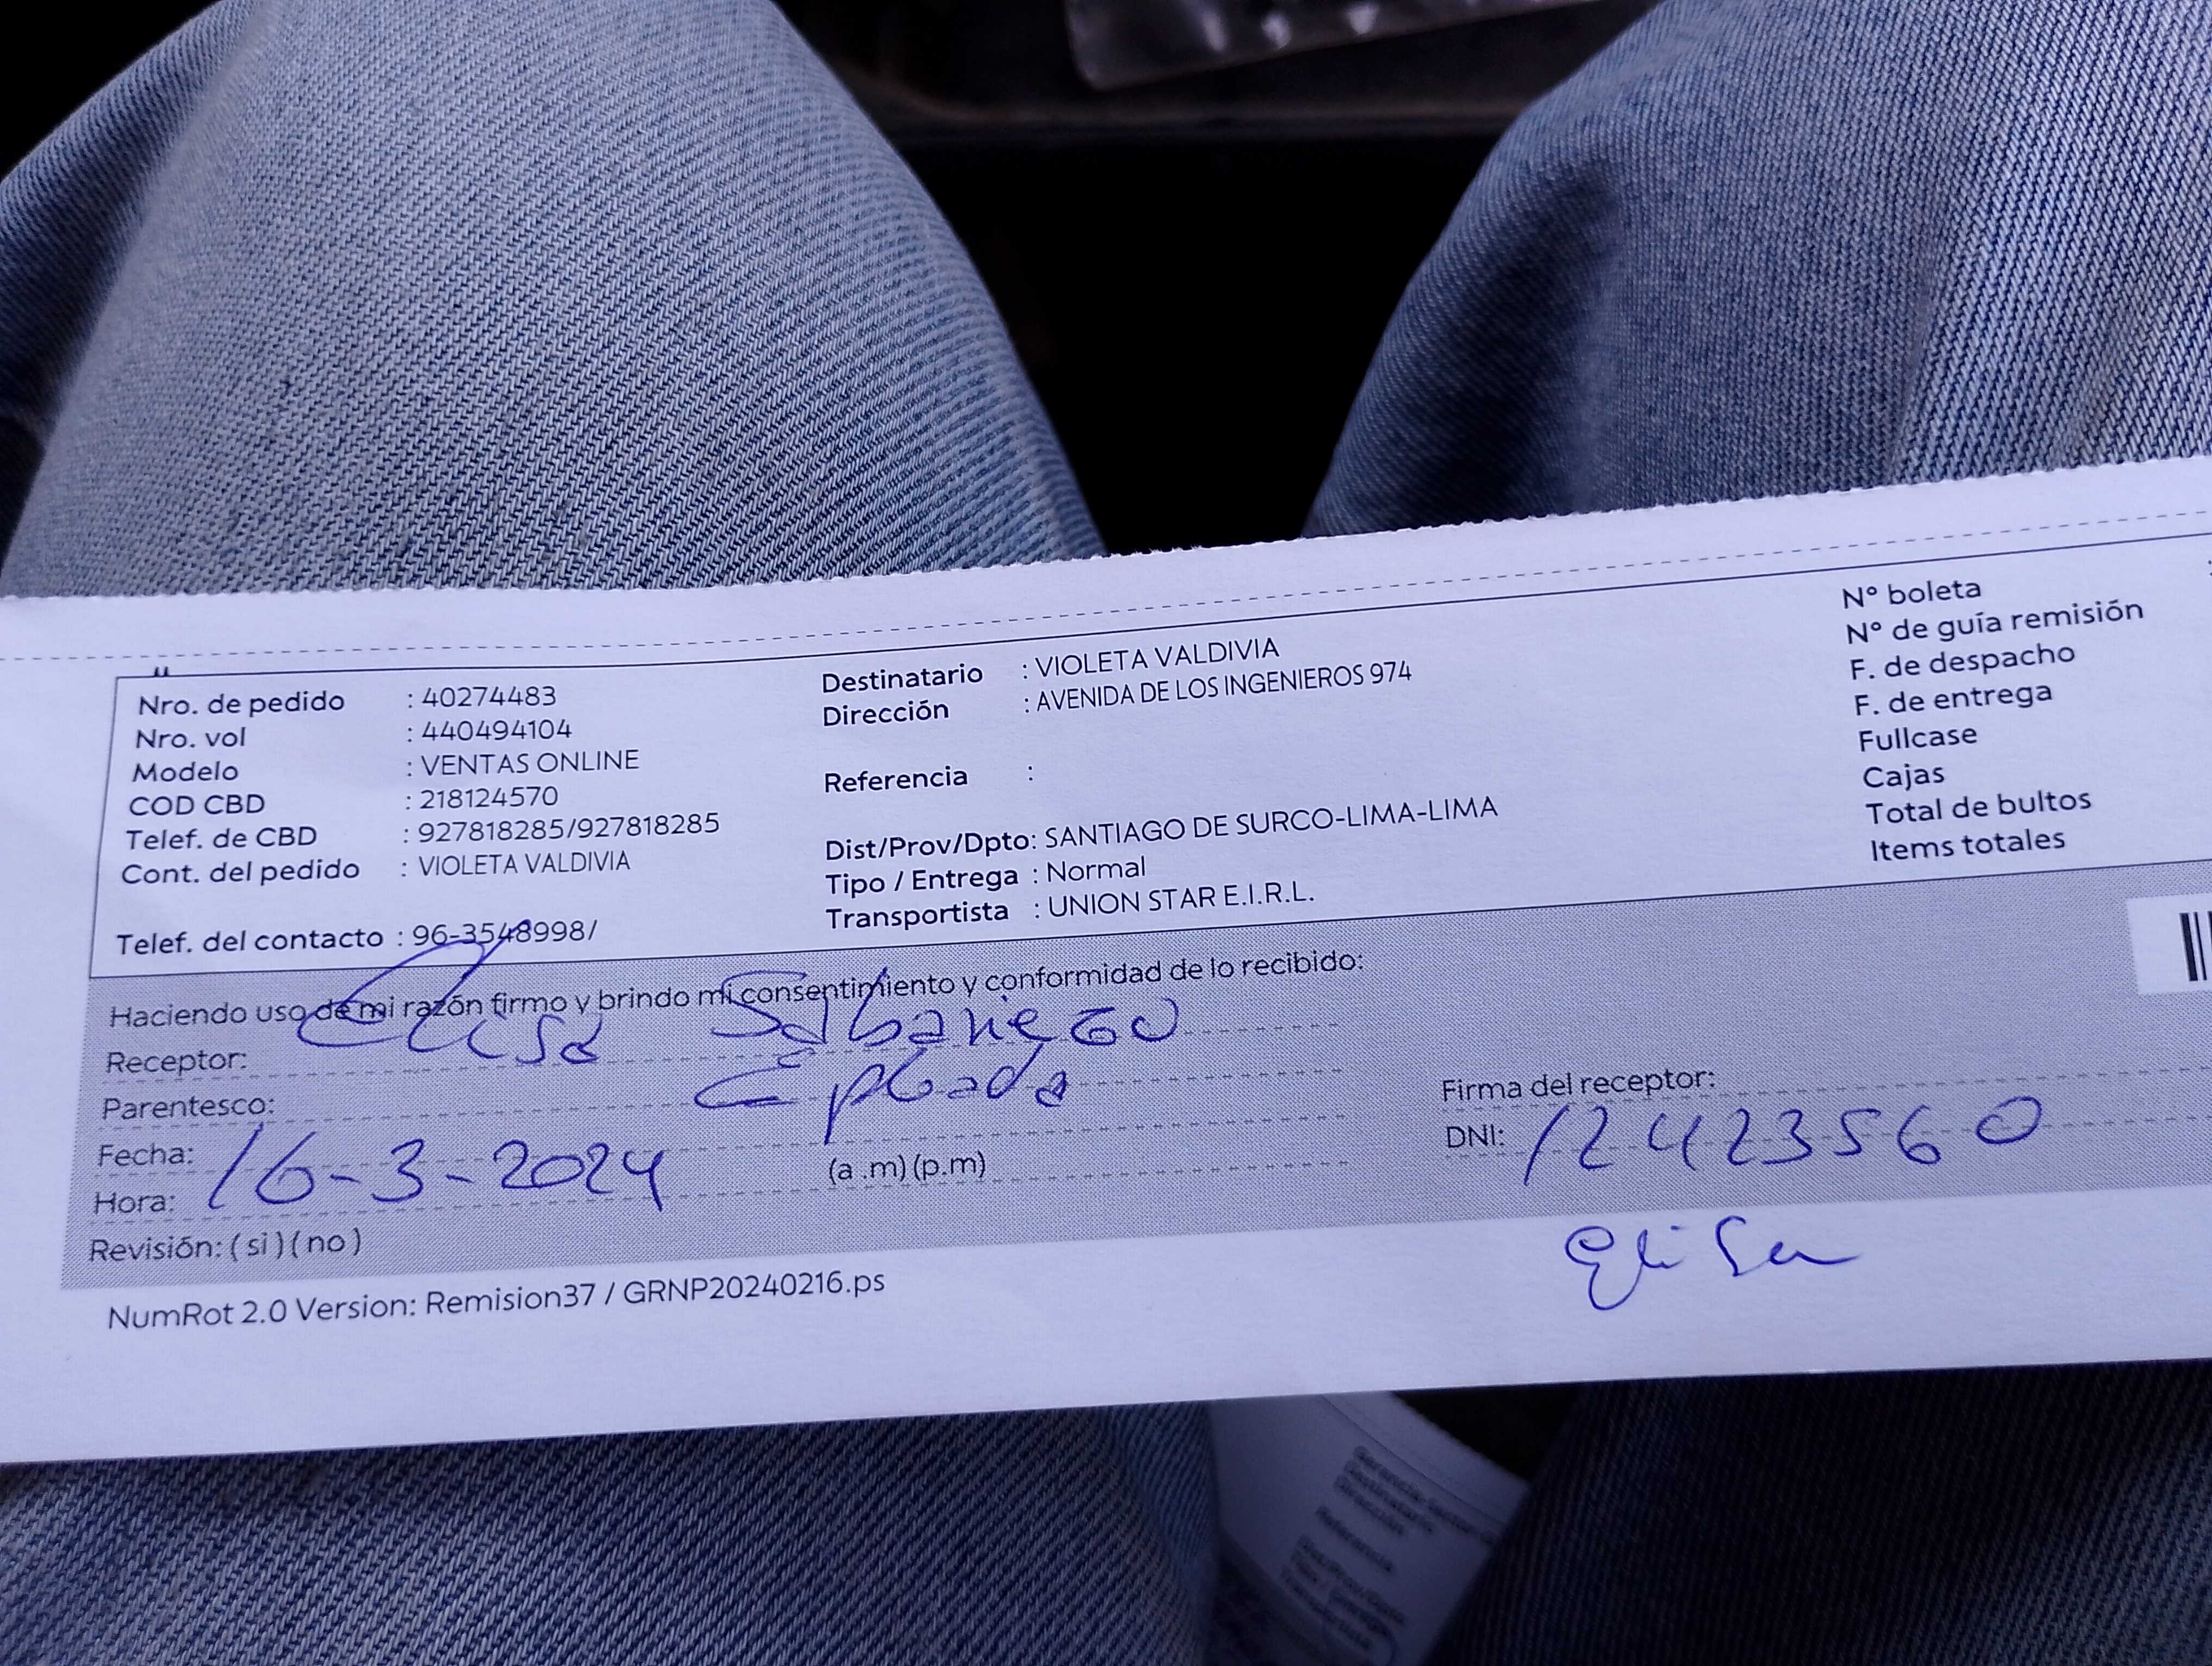 Nro. de pedido : 40274483
Nro. vol : 440494104
Modelo : VENTAS ONLINE
COD CBD : 218124570
Telef. de CBD : 927818285/927818285
Cont. del pedido : VIOLETA VALDIVIA
Telef. del contacto : 96-3548998/
Destinatario : VIOLETA VALDIVIA
Dirección : AVENIDA DE LOS INGENIEROS 974
Referencia :
Dist/Prov/Dpto: SANTIAGO DE SURCO-LIMA-LIMA
Tipo / Entrega : Normal
Transportista : UNION STAR E.I.R.L.
N° boleta :
N° de guía remisión
F. de despacho
F. de entrega
Fullcase
Cajas
Total de bultos
Items totales
Haciendo uso de mi razón firmo y brindo mi consentimiento y conformidad de lo recibido:
Receptor: Elisa Sabaniego
Parentesco:
Fecha: 16-3-2024
Hora: (a .m) (p.m)
Revisión: ( si ) ( no )
Firma del receptor:
DNI: 12423560
Elisa
NumRot 2.0 Version: Remision37 / GRNP20240216.ps